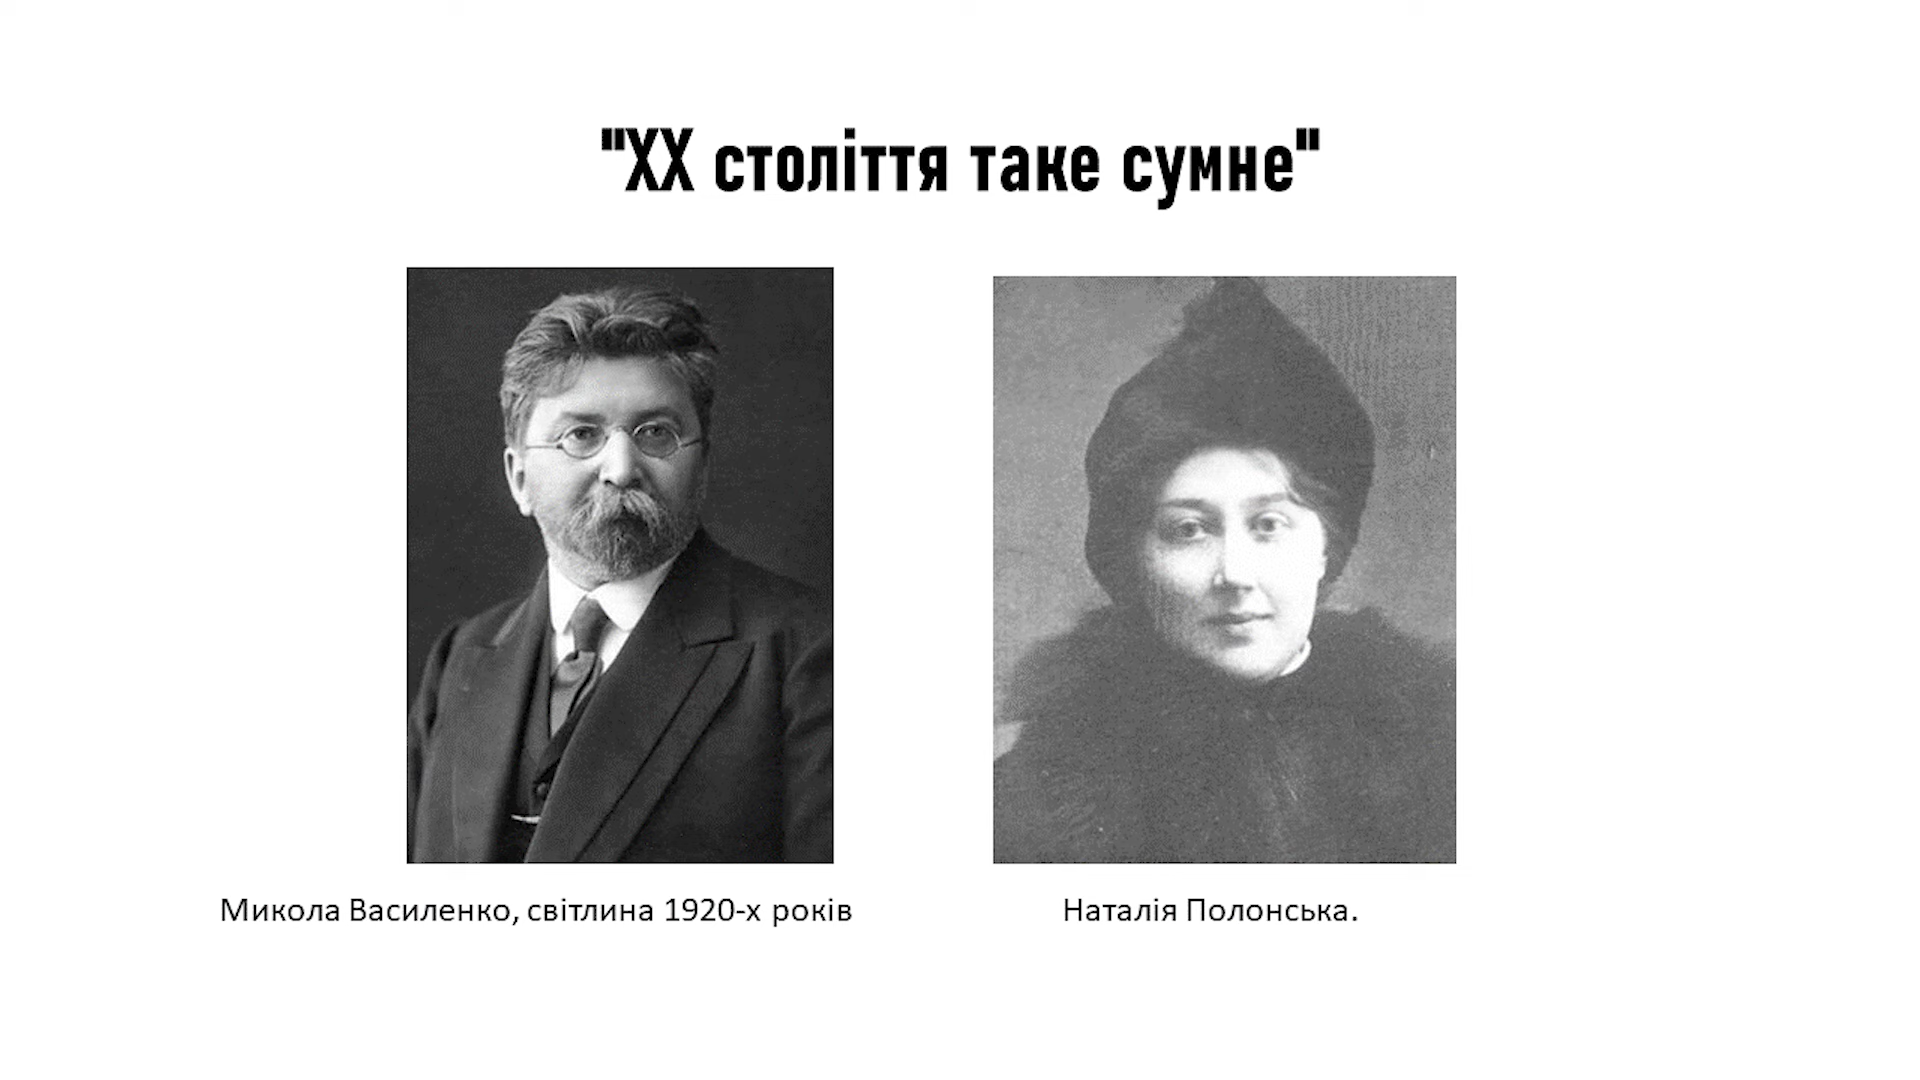 "ХХ століття таке сумне"
Микола Василенко, світлина 1920-х років
Наталія Полонська.